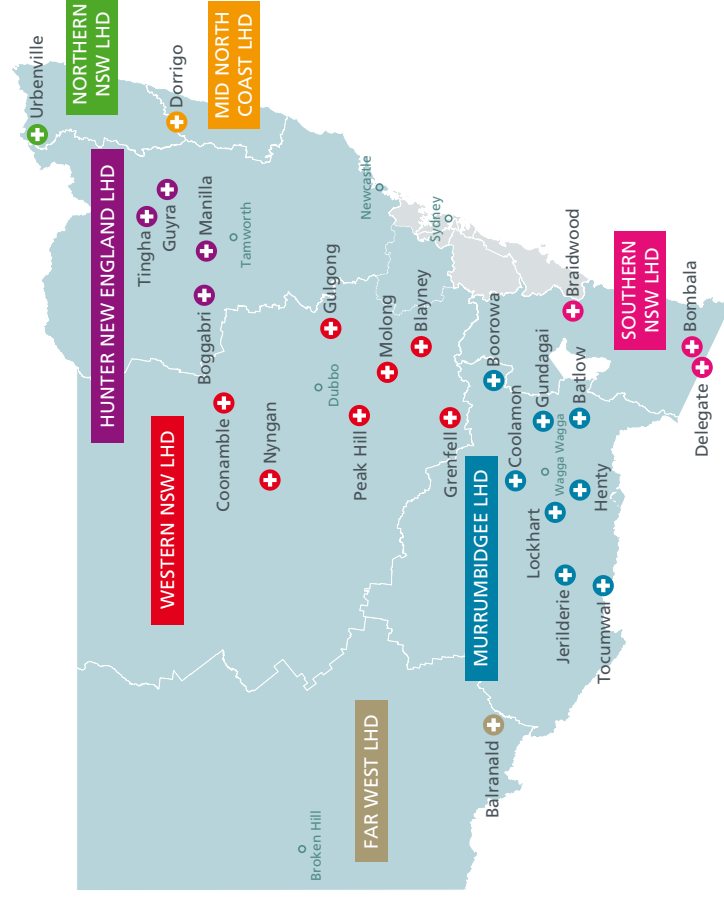 Urbenville
NORTHERN
NSW LHD
Dorrigo
MID NORTH
COAST LHD
HUNTER NEW ENGLAND LHD
Tingha
Guyra
Manilla
Tamworth
Boggabri
Newcastle
Sydney
WESTERN NSW LHD
Coonamble
Nyngan
Gulgong
Dubbo
Molong
Peak Hill
Blayney
Grenfell
Boorowa
MURRUMBIDGEE LHD
Coolamon
Gundagai
Wagga Wagga
Batlow
Lockhart
Henty
Jerilderie
Tocumwal
Braidwood
SOUTHERN
NSW LHD
Bombala
Delegate
FAR WEST LHD
Balranald
Broken Hill